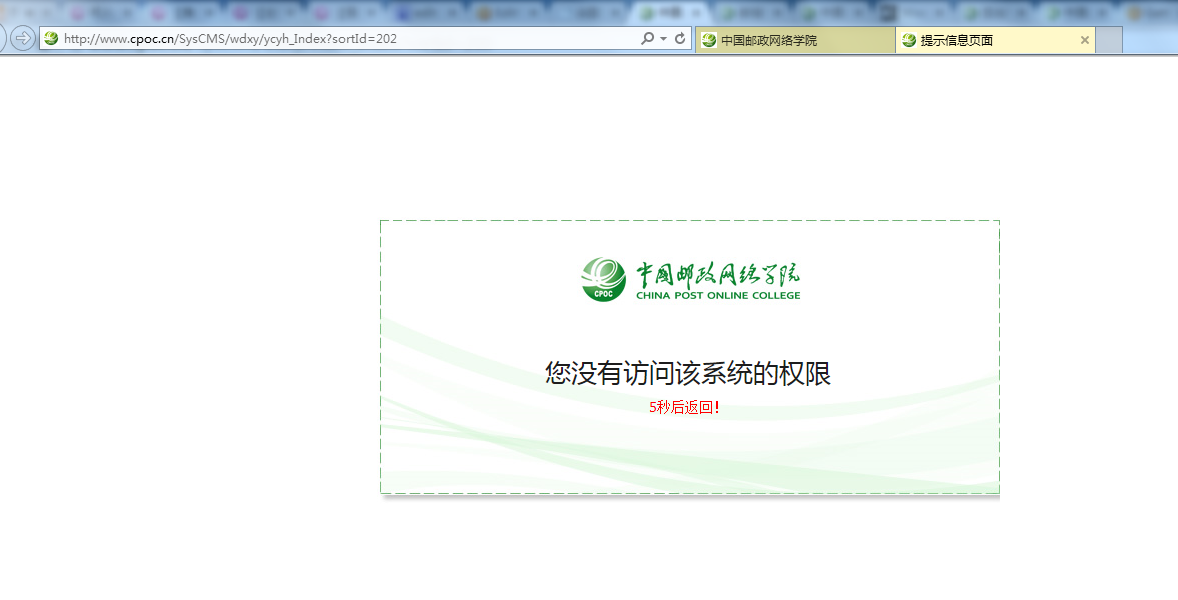 http://www.cpoc.cn/SysCMS/wdxy/ycyh_Index?sortId=202
中国邮政网络学院
提示信息页面
CPOC
中国邮政网络学院
CHINA POST ONLINE COLLEGE
您没有访问该系统的权限
5秒后返回!